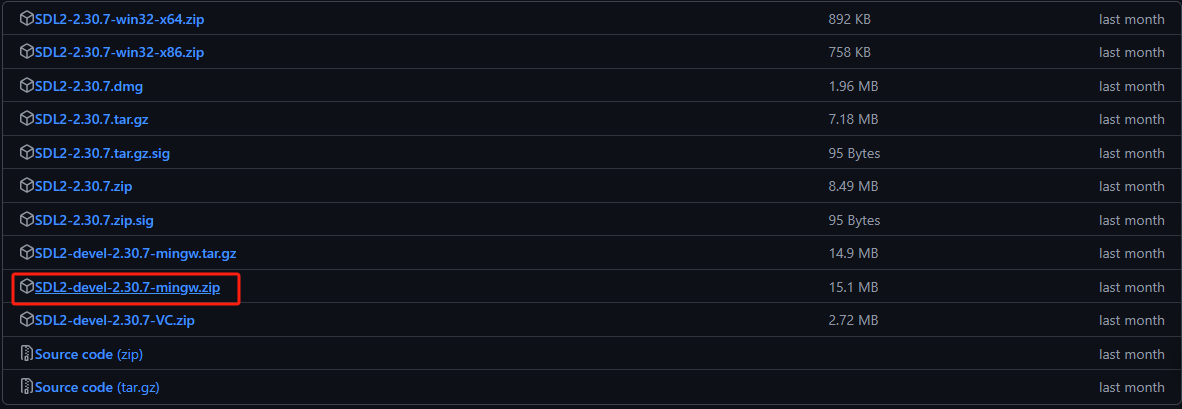 SDL2-2.30.7-win32-x64.zip 892 KB last month
SDL2-2.30.7-win32-x86.zip 758 KB last month
SDL2-2.30.7.dmg 1.96 MB last month
SDL2-2.30.7.tar.gz 7.18 MB last month
SDL2-2.30.7.tar.gz.sig 95 Bytes last month
SDL2-2.30.7.zip 8.49 MB last month
SDL2-2.30.7.zip.sig 95 Bytes last month
SDL2-devel-2.30.7-mingw.tar.gz 14.9 MB last month
SDL2-devel-2.30.7-mingw.zip 15.1 MB last month
SDL2-devel-2.30.7-VC.zip 2.72 MB last month
Source code (zip) last month
Source code (tar.gz) last month